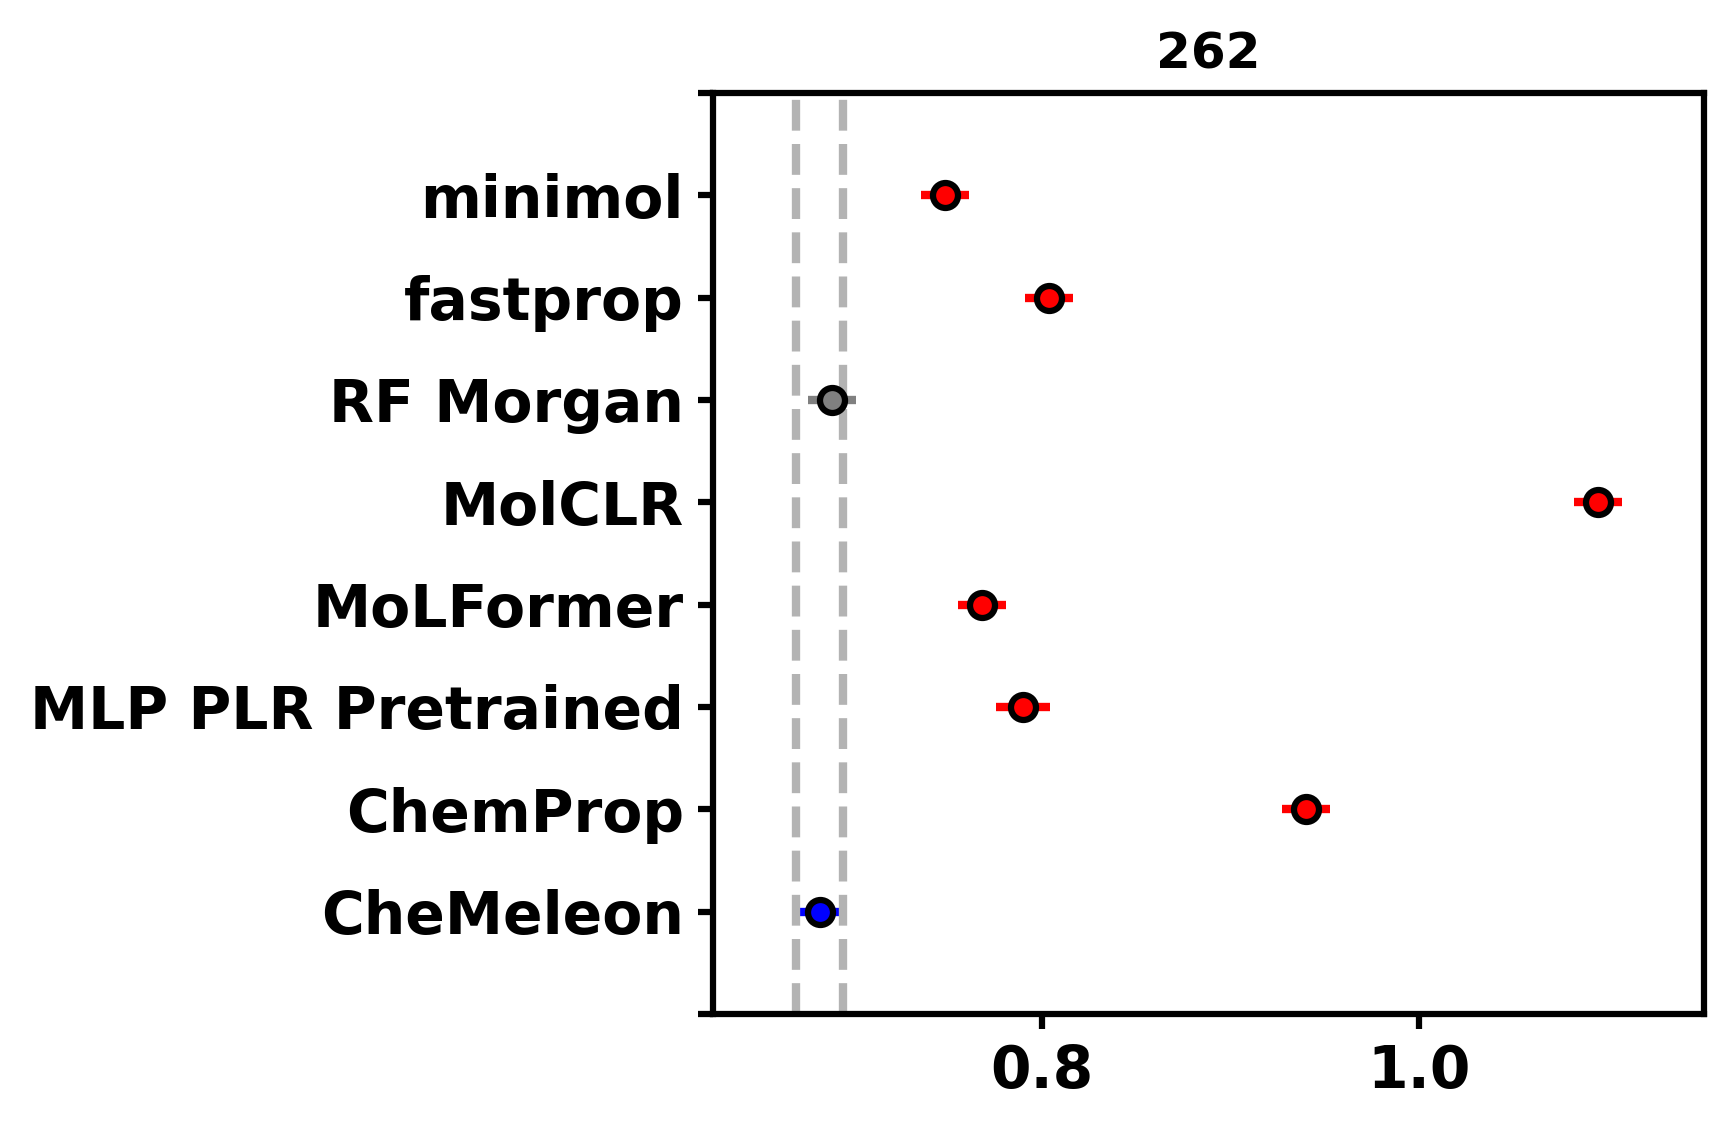 262
minimol
fastprop
RF Morgan
MolCLR
MoLFormer
MLP PLR Pretrained
ChemProp
CheMeleon
0.8
1.0